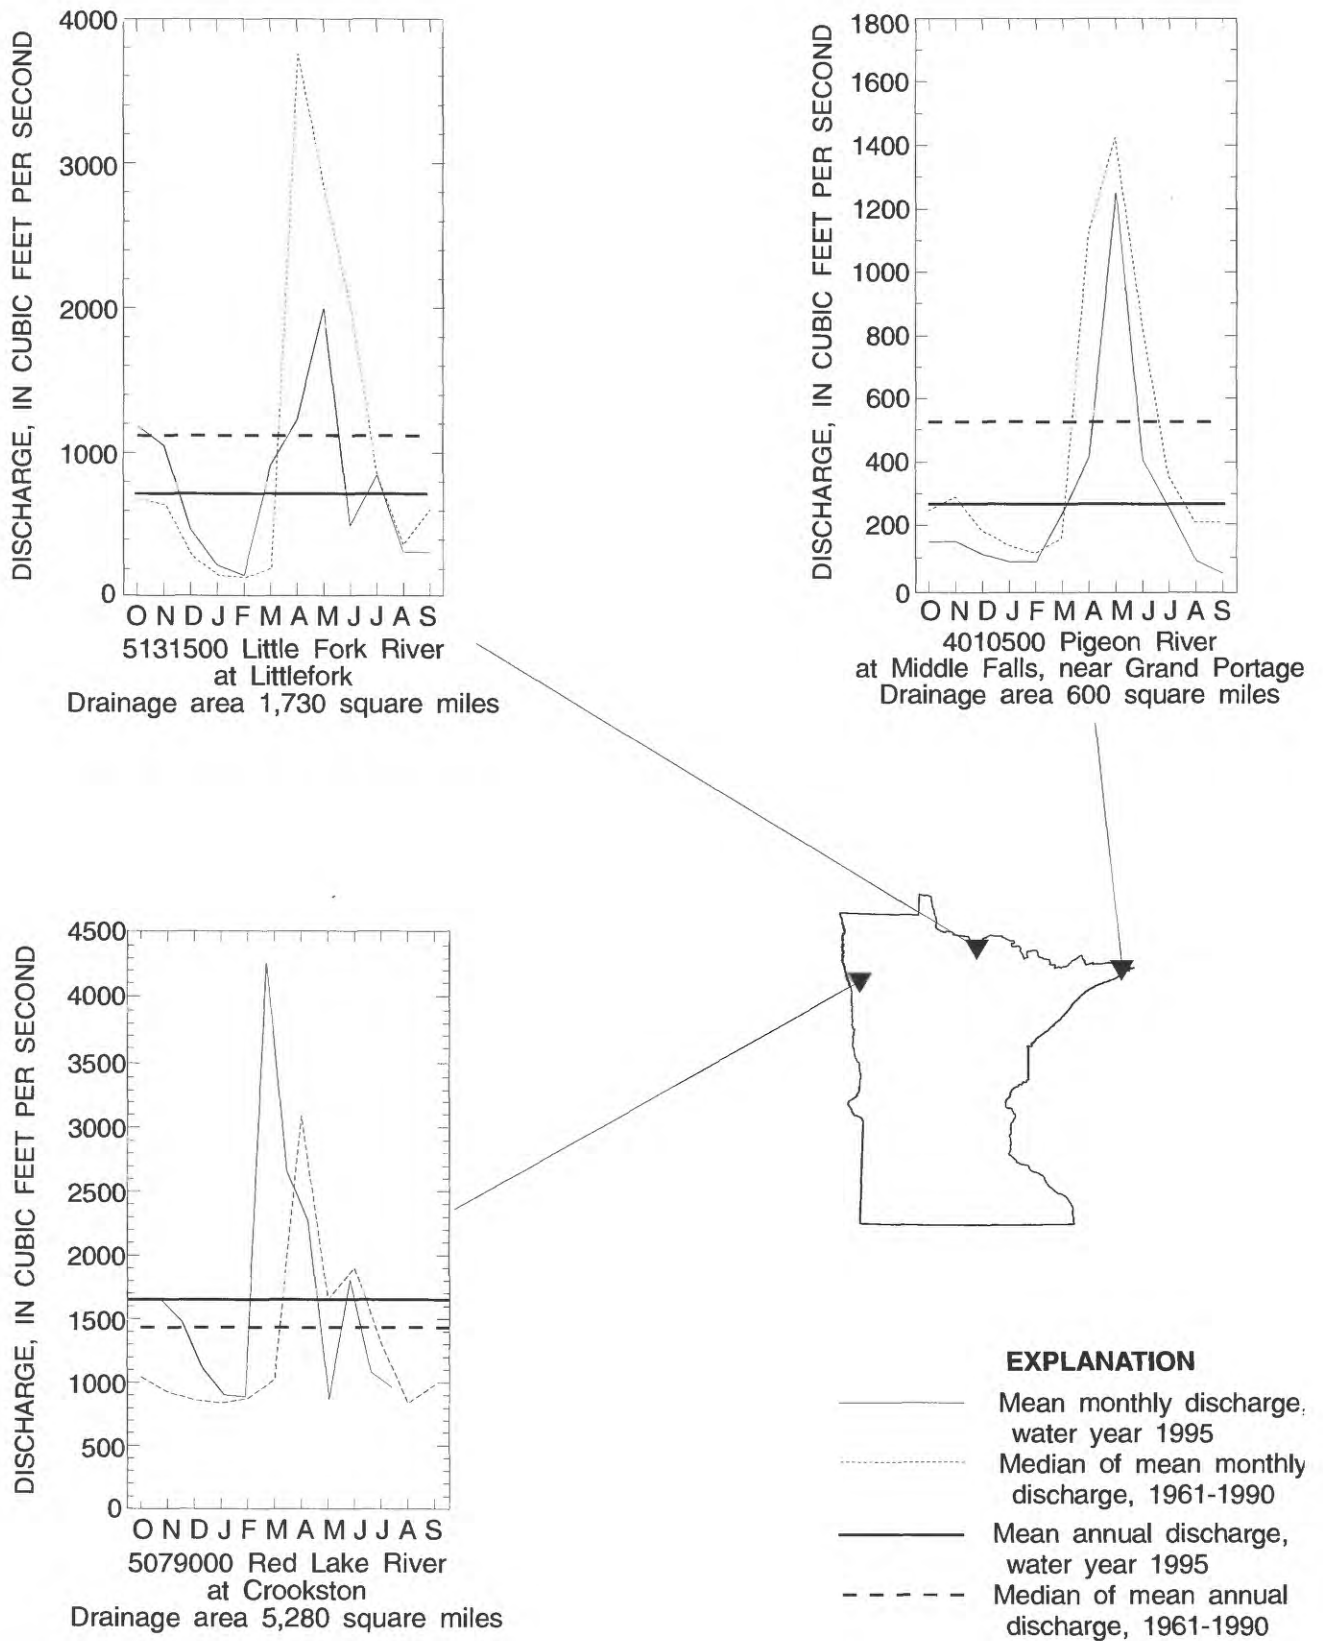 DISCHARGE, IN CUBIC FEET PER SECOND
4000
3000
2000
1000
0
O N D J F M A M J J A S
5131500 Little Fork River
at Littlefork
Drainage area 1,730 square miles
DISCHARGE, IN CUBIC FEET PER SECOND
1800
1600
1400
1200
1000
800
600
400
200
0
O N D J F M A M J J A S
4010500 Pigeon River
at Middle Falls, near Grand Portage
Drainage area 600 square miles
DISCHARGE, IN CUBIC FEET PER SECOND
4500
4000
3500
3000
2500
2000
1500
1000
500
0
O N D J F M A M J J A S
5079000 Red Lake River
at Crookston
Drainage area 5,280 square miles
EXPLANATION
Mean monthly discharge,
water year 1995
Median of mean monthly
discharge, 1961-1990
Mean annual discharge,
water year 1995
Median of mean annual
discharge, 1961-1990